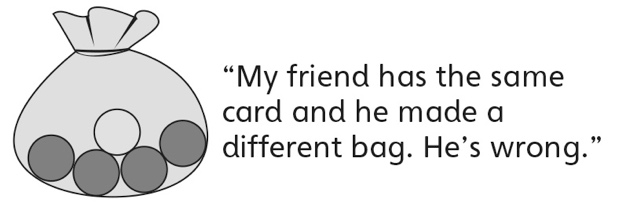 “My friend has the same
card and he made a
different bag. He’s wrong.”